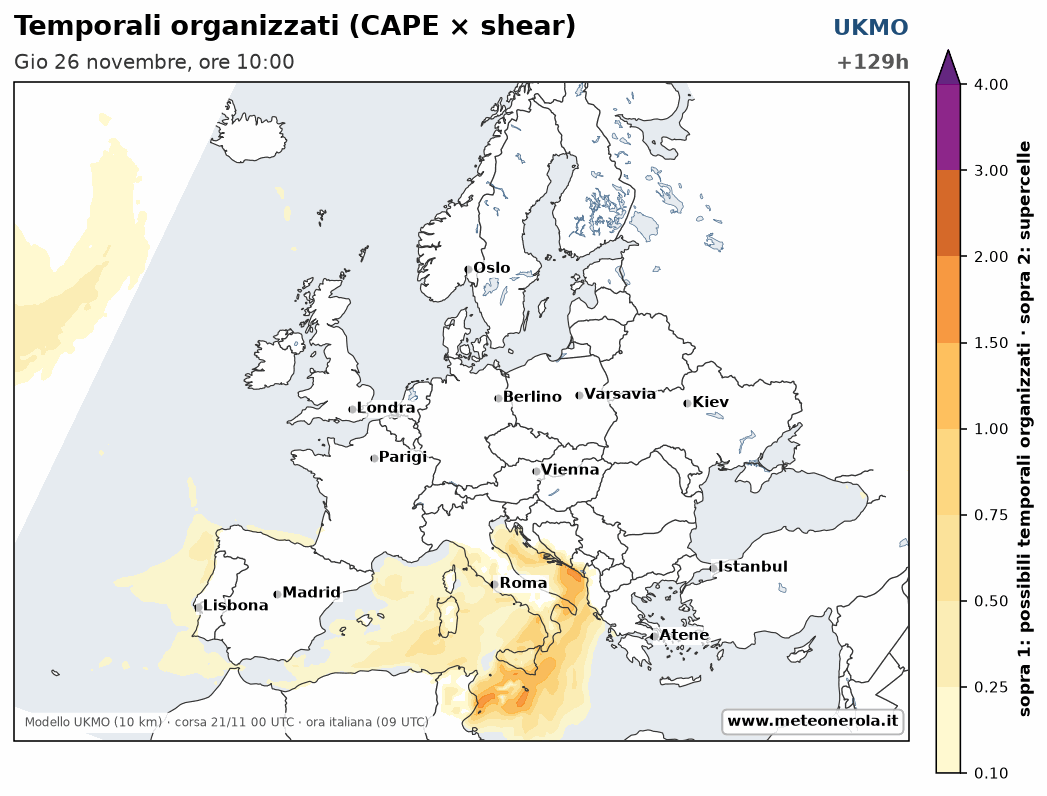 Temporali organizzati (CAPE × shear)
UKMO
Gio 26 novembre, ore 10:00
+129h
4.00
3.00
2.00
1.50
1.00
0.75
0.50
0.25
0.10
sopra 1: possibili temporali organizzati · sopra 2: supercelle
Oslo
Berlino
Varsavia
Kiev
Londra
Parigi
Vienna
Istanbul
Roma
Madrid
Lisbona
Atene
Modello UKMO (10 km) · corsa 21/11 00 UTC · ora italiana (09 UTC)
www.meteonerola.it